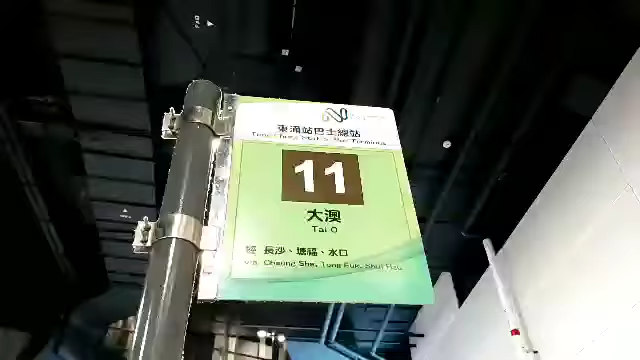 東涌站巴士總站
Tung Chung Station Bus Terminus
11
大澳
Tai O
經 長沙、塘福、水口
via Cheung Sha, Tong Fuk, Shui Hau